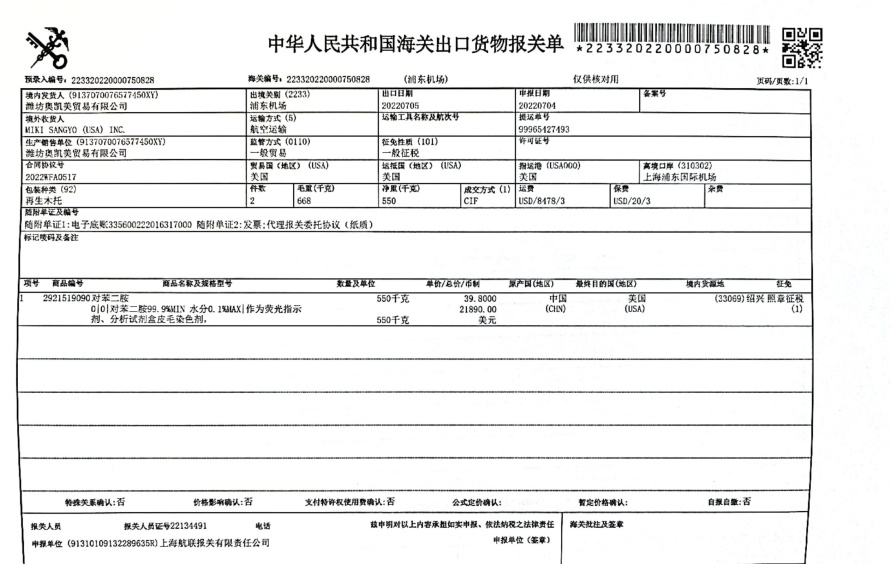 中华人民共和国海关出口货物报关单
*223320220000750828*
预录入编号: 223320220000750828 海关编号: 223320220000750828 (浦东机场) 仅供核对用 页码/页数:1/1
境内发货人 (9137070076577450XY) 出境关别 (2233) 出口日期 申报日期 备案号
潍坊奥凯美贸易有限公司 浦东机场 20220705 20220704
境外收货人 运输方式 (5) 运输工具名称及航次号 提运单号
MIKI SANGYO (USA) INC. 航空运输 99965427493
生产销售单位 (9137070076577450XY) 监管方式 (0110) 征免性质 (101) 许可证号
潍坊奥凯美贸易有限公司 一般贸易 一般征税
合同协议号 贸易国(地区) (USA) 运抵国(地区) (USA) 指运港 (USA000) 离境口岸 (310302)
2022WFA0517 美国 美国 美国 上海浦东国际机场
包装种类 (92) 件数 毛重(千克) 净重(千克) 成交方式 (1) 运费 保费 杂费
再生木托 2 668 550 CIF USD/8478/3 USD/20/3
随附单证及编号
随附单证1:电子底账335600222016317000 随附单证2:发票;代理报关委托协议(纸质)
标记唛码及备注
项号 商品编号 商品名称及规格型号 数量及单位 单价/总价/币制 原产国(地区) 最终目的国(地区) 境内货源地 征免
1 2921519090对苯二胺 550千克 39.8000 中国 美国 (33069)绍兴 照章征税
0|0|对苯二胺99.9%MIN 水分0.1%MAX|作为荧光指示 21890.00 (CHN) (USA) (1)
剂、分析试剂盒皮毛染色剂, 550千克 美元
特殊关系确认:否 价格影响确认:否 支付特许权使用费确认:否 公式定价确认: 暂定价格确认: 自报自缴:否
报关人员 报关人员证号22134491 电话 兹申明对以上内容承担如实申报、依法纳税之法律责任 海关批注及签章
申报单位 (91310109132289635R)上海航联报关有限责任公司 申报单位(签章)